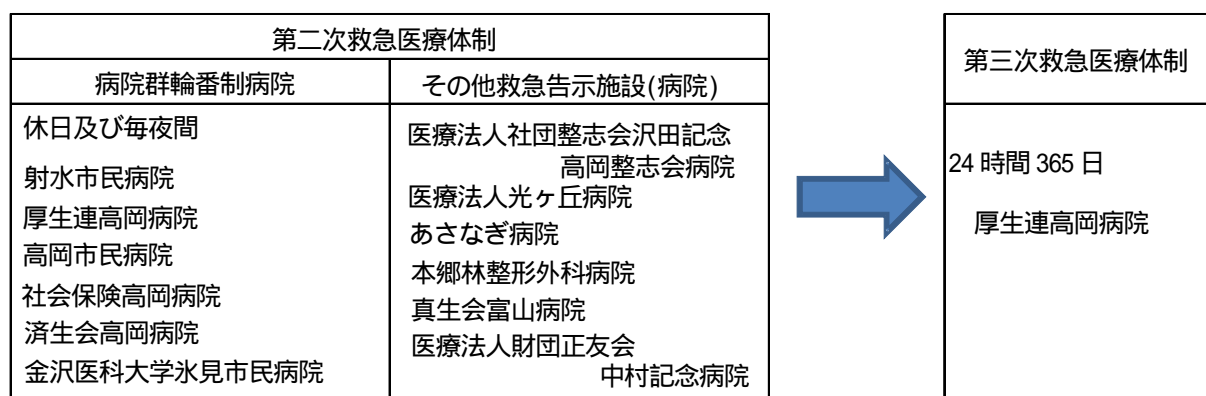 第二次救急医療体制
病院群輪番制病院
その他救急告示施設(病院)
休日及び毎夜間
射水市民病院
厚生連高岡病院
高岡市民病院
社会保険高岡病院
済生会高岡病院
金沢医科大学氷見市民病院
医療法人社団整志会沢田記念
高岡整志会病院
医療法人光ヶ丘病院
あさなぎ病院
本郷林整形外科病院
真生会富山病院
医療法人財団正友会
中村記念病院
第三次救急医療体制
24 時間 365 日
厚生連高岡病院